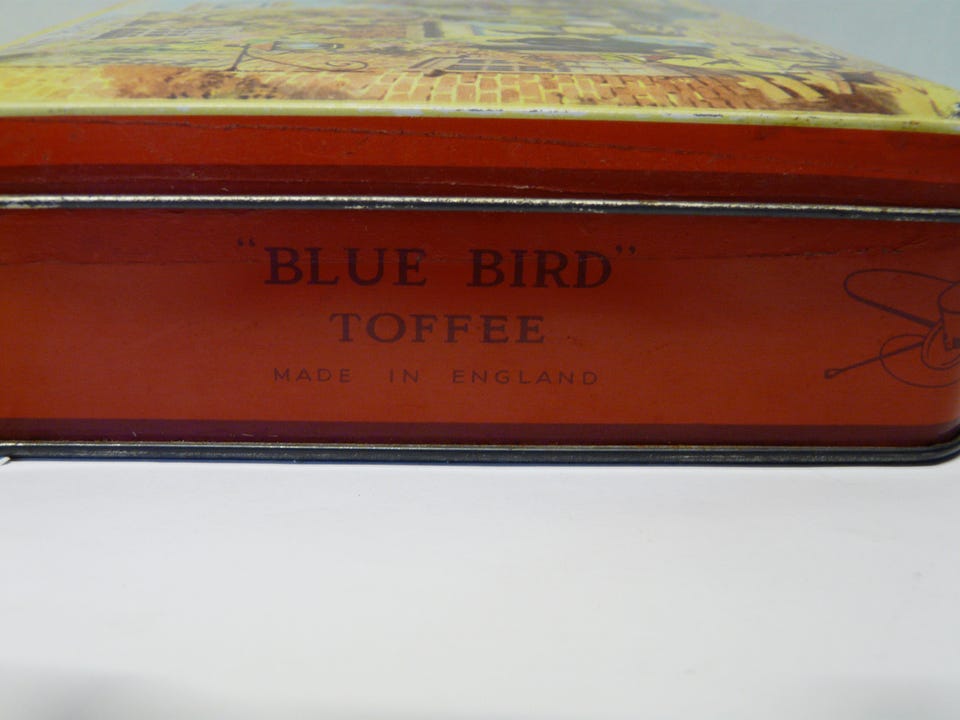 "BLUE BIRD"
TOFFEE
MADE IN ENGLAND